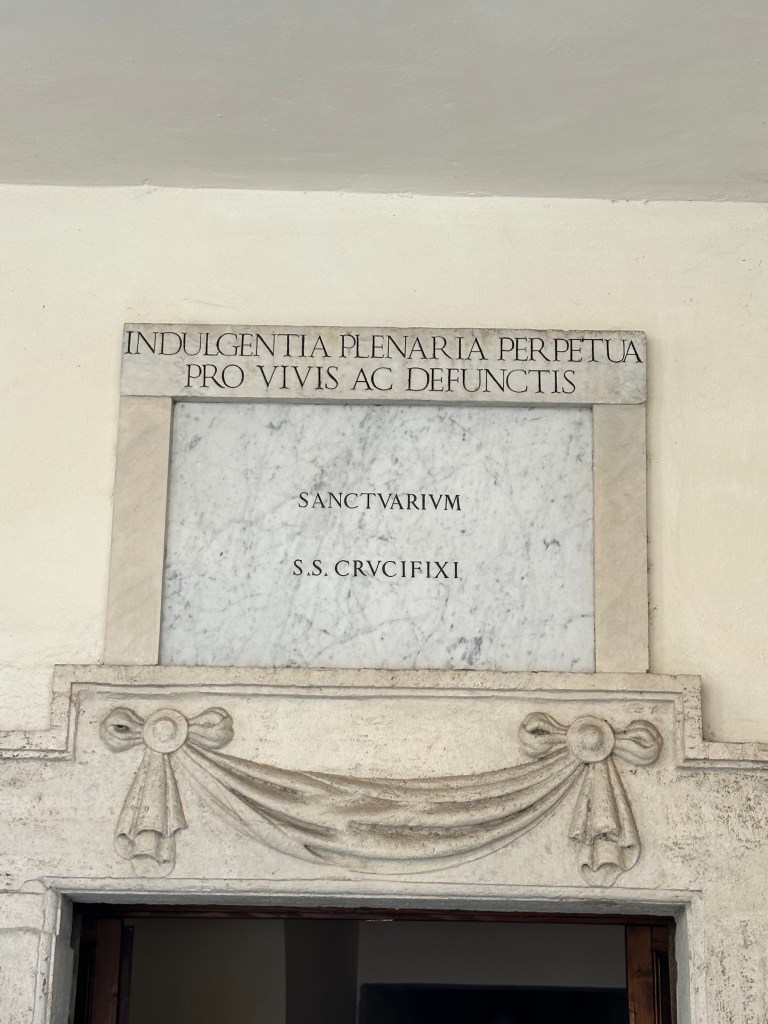 INDULGENTIA PLENARIA PERPETUA
PRO VIVIS AC DEFUNCTIS
SANCTVARIVM
S.S. CRVCIFIXI